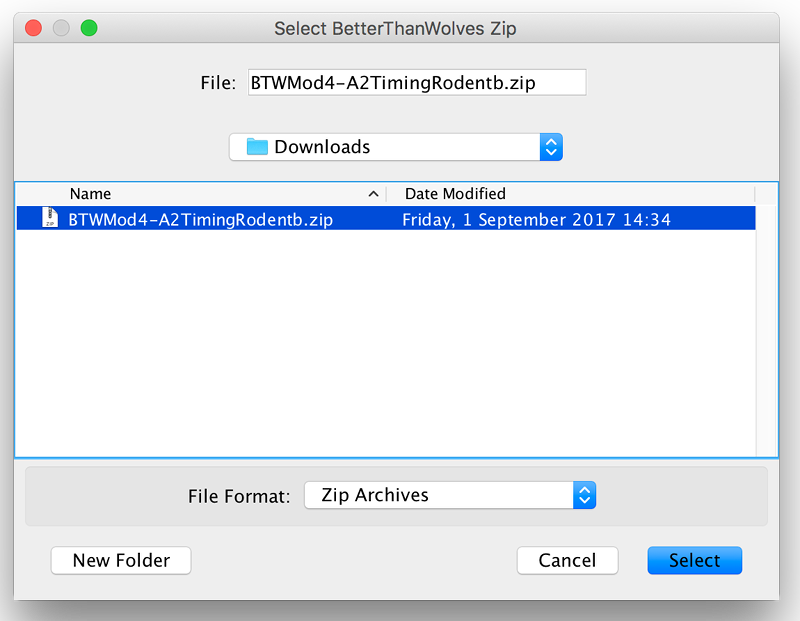 Select BetterThanWolves Zip
File: BTWMod4-A2TimingRodentb.zip
Downloads
Name Date Modified
BTWMod4-A2TimingRodentb.zip Friday, 1 September 2017 14:34
File Format: Zip Archives
New Folder Cancel Select